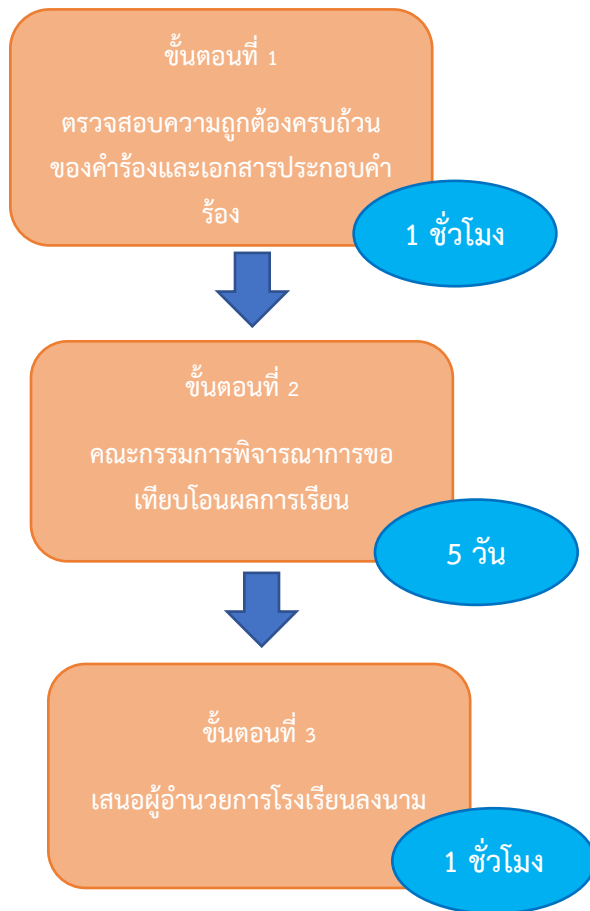 ขั้นตอนที่ 1
ตรวจสอบความถูกต้องครบถ้วน
ของคำร้องและเอกสารประกอบคำ
ร้อง
1 ชั่วโมง
ขั้นตอนที่ 2
คณะกรรมการพิจารณาการขอ
เทียบโอนผลการเรียน
5 วัน
ขั้นตอนที่ 3
เสนอผู้อำนวยการโรงเรียนลงนาม
1 ชั่วโมง